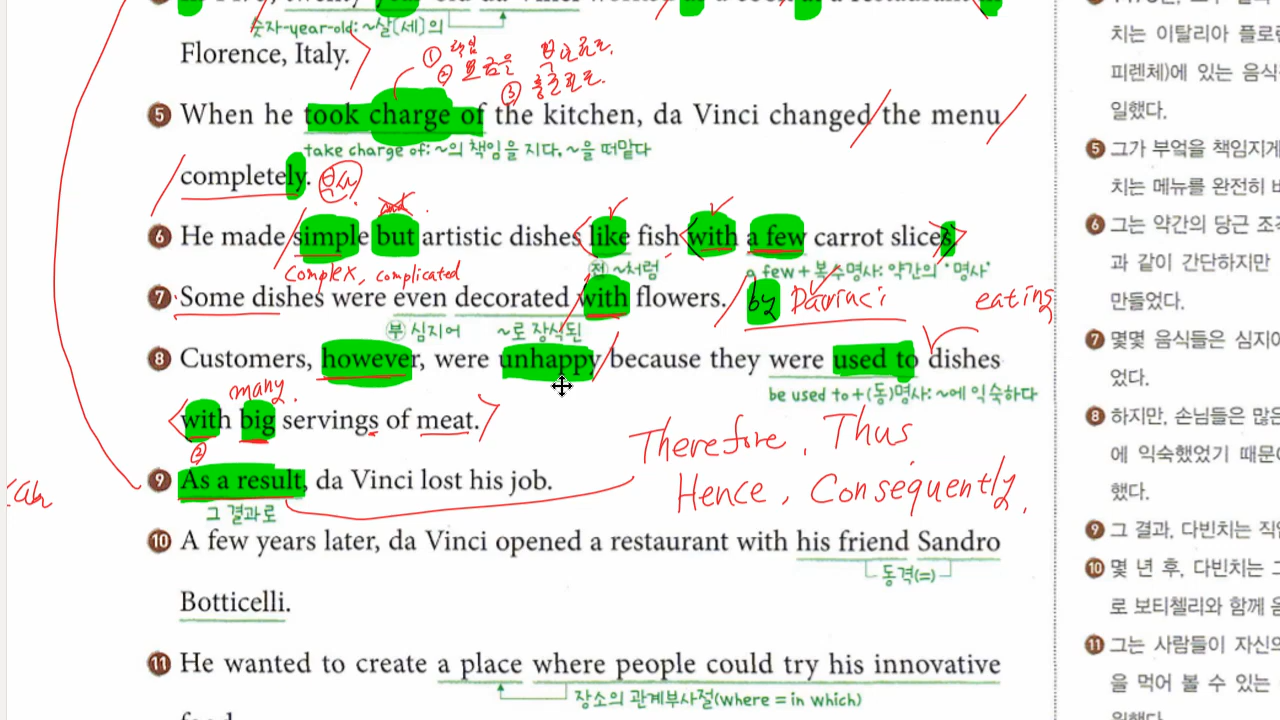 숫자-year-old: ~살(세)의
Florence, Italy.
① 책임
② 요금을 부담으로
③ 충전하다
⑤ When he took charge of the kitchen, da Vinci changed the menu
take charge of: ~의 책임을 지다, ~을 떠맡다
completely. 부사
and
⑥ He made simple but artistic dishes like fish with a few carrot slices.
complex, complicated
전 ~처럼
a few + 복수명사: 약간의 '명사'
⑦ Some dishes were even decorated with flowers. by Davinci eating
부 심지어 ~로 장식된
⑧ Customers, however, were unhappy because they were used to dishes
be used to+(동)명사: ~에 익숙하다
many
with big servings of meat.
②
Therefore, Thus
⑨ As a result, da Vinci lost his job.
Hence, Consequently.
그 결과로
⑩ A few years later, da Vinci opened a restaurant with his friend Sandro
동격(=)
Botticelli.
⑪ He wanted to create a place where people could try his innovative
장소의 관계부사절(where = in which)
치는 이탈리아 플로
피렌체)에 있는 음식
일했다.
⑤ 그가 부엌을 책임지게
치는 메뉴를 완전히
⑥ 그는 약간의 당근 조
과 같이 간단하지만
만들었다.
⑦ 몇몇 음식들은 심지
었다.
⑧ 하지만, 손님들은 많은
에 익숙했었기 때문
했다.
⑨ 그 결과, 다빈치는 직
⑩ 몇 년 후, 다빈치는
로 보티첼리와 함께
⑪ 그는 사람들이 자신의
을 먹어 볼 수 있는